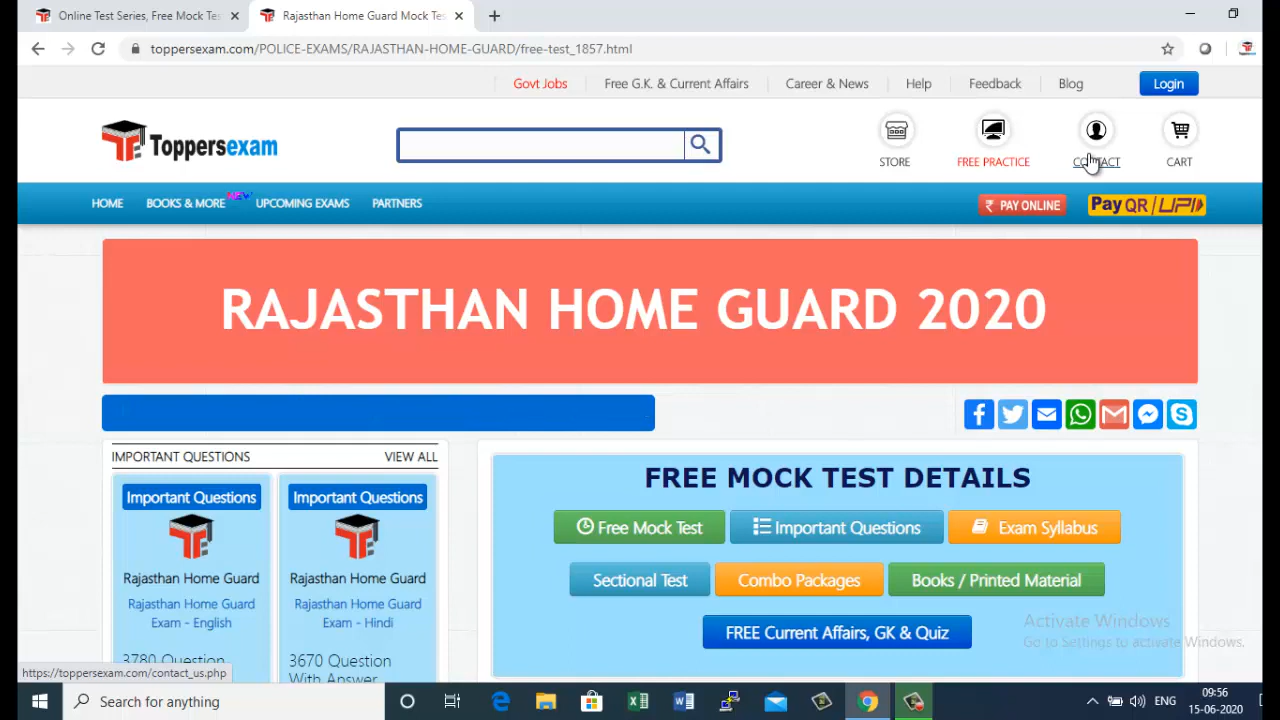 Online Test Series, Free Mock Tes
Rajasthan Home Guard Mock Tes
toppersexam.com/POLICE-EXAMS/RAJASTHAN-HOME-GUARD/free-test_1857.html
Toppersexam
Govt Jobs Free G.K. & Current Affairs Career & News Help Feedback Blog Login
Toppersexam
STORE FREE PRACTICE CONTACT CART
HOME BOOKS & MORE NEW UPCOMING EXAMS PARTNERS ₹ PAY ONLINE Pay QR/UPI
RAJASTHAN HOME GUARD 2020
IMPORTANT QUESTIONS VIEW ALL
Important Questions Important Questions
Rajasthan Home Guard Rajasthan Home Guard
Rajasthan Home Guard Rajasthan Home Guard
Exam - English Exam - Hindi
3780 Question 3670 Question
With Answer
FREE MOCK TEST DETAILS
Free Mock Test Important Questions Exam Syllabus
Sectional Test Combo Packages Books / Printed Material
FREE Current Affairs, GK & Quiz
Activate Windows
Go to Settings to activate Windows.
https://toppersexam.com/contact_us.php
Search for anything
ENG
09:56
15-06-2020